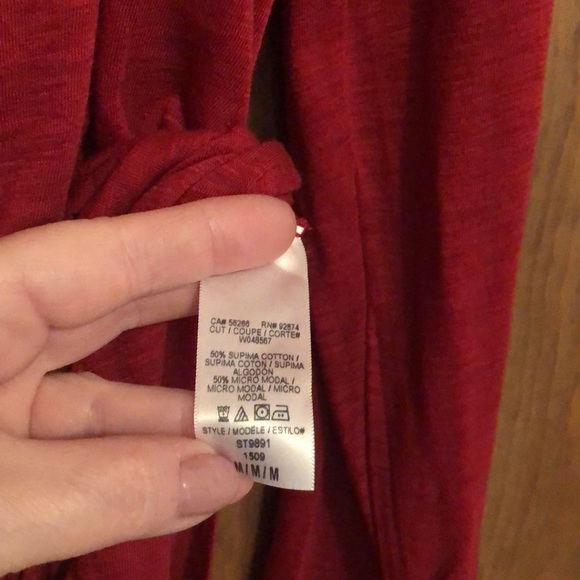 CA# 56266 RN# 92874
CUT / COUPE / CORTE#
W048567
50% SUPIMA COTTON /
SUPIMA COTON / SUPIMA
ALGODON
50% MICRO MODAL /
MICRO MODAL / MICRO
MODAL
STYLE / MODÈLE / ESTILO#
ST9891
1509
M/M/M